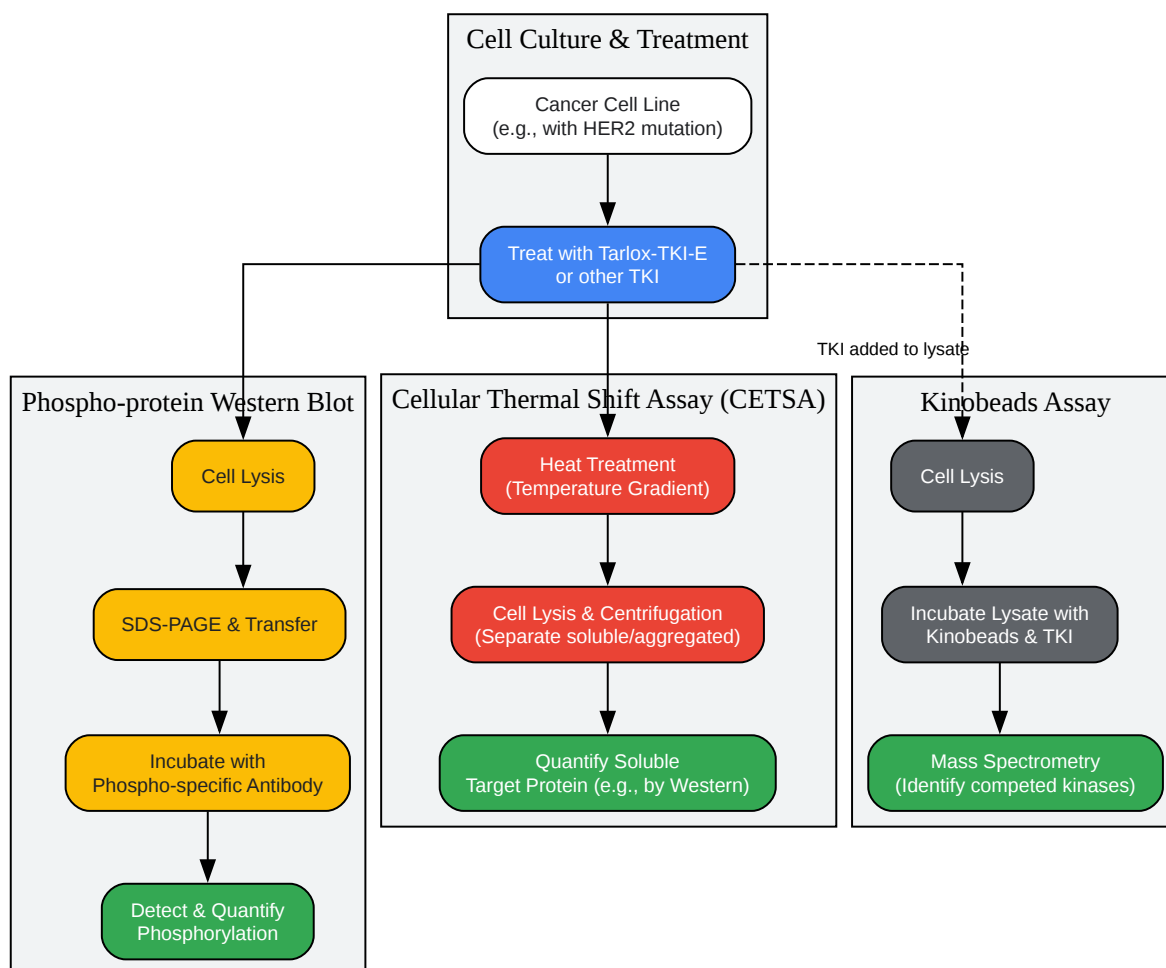 Cell Culture & Treatment
Cancer Cell Line
(e.g., with HER2 mutation)
Treat with Tarlox-TKI-E
or other TKI
TKI added to lysate
Phospho-protein Western Blot
Cell Lysis
SDS-PAGE & Transfer
Incubate with
Phospho-specific Antibody
Detect & Quantify
Phosphorylation
Cellular Thermal Shift Assay (CETSA)
Heat Treatment
(Temperature Gradient)
Cell Lysis & Centrifugation
(Separate soluble/aggregated)
Quantify Soluble
Target Protein (e.g., by Western)
Kinobeads Assay
Cell Lysis
Incubate Lysate with
Kinobeads & TKI
Mass Spectrometry
(Identify competed kinases)